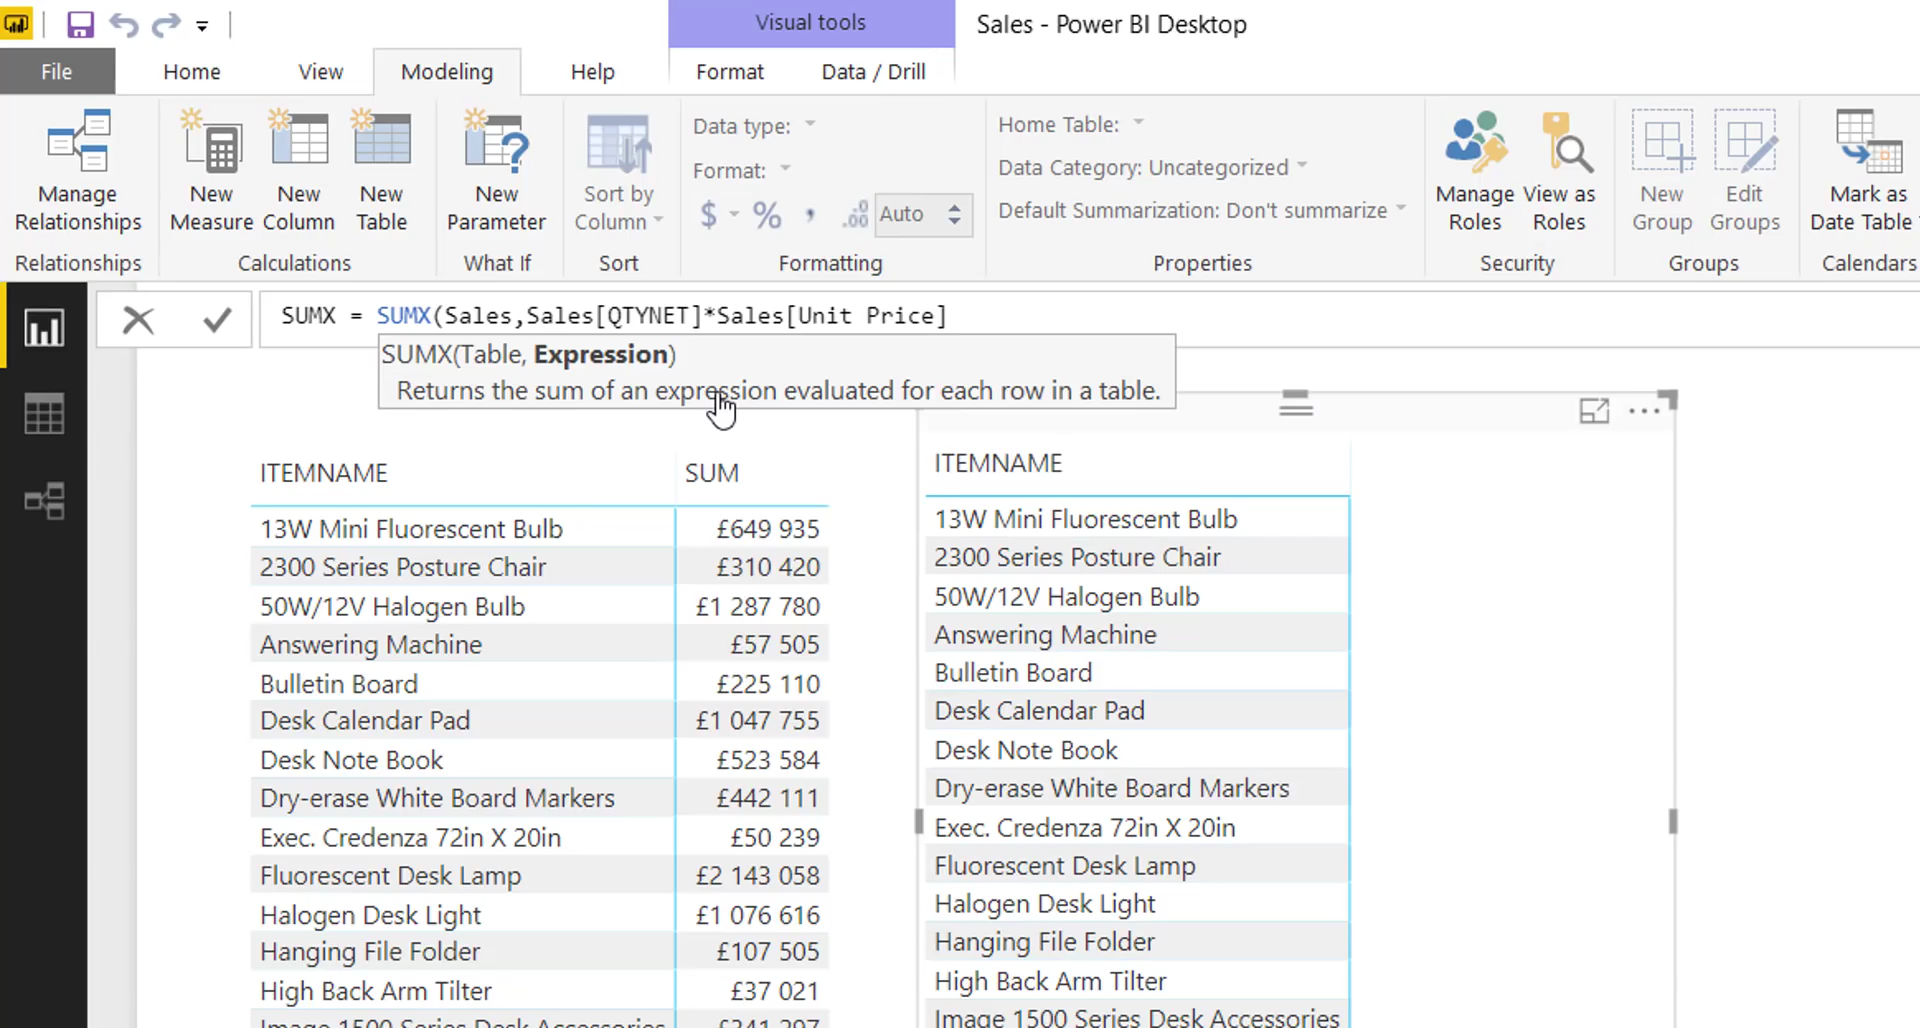 Visual tools
Sales - Power BI Desktop
File
Home
View
Modeling
Help
Format
Data / Drill
Manage
Relationships
New
Measure
New
Column
New
Table
New
Parameter
Sort by
Column
Data type:
Format:
$ % , .00 Auto
Home Table:
Data Category: Uncategorized
Default Summarization: Don't summarize
Manage
Roles
View as
Roles
New
Group
Edit
Groups
Mark as
Date Table
Relationships
Calculations
What If
Sort
Formatting
Properties
Security
Groups
Calendars
SUMX = SUMX(Sales,Sales[QTYNET]*Sales[Unit Price]
SUMX(Table, Expression)
Returns the sum of an expression evaluated for each row in a table.
ITEMNAME SUM
13W Mini Fluorescent Bulb £649 935
2300 Series Posture Chair £310 420
50W/12V Halogen Bulb £1 287 780
Answering Machine £57 505
Bulletin Board £225 110
Desk Calendar Pad £1 047 755
Desk Note Book £523 584
Dry-erase White Board Markers £442 111
Exec. Credenza 72in X 20in £50 239
Fluorescent Desk Lamp £2 143 058
Halogen Desk Light £1 076 616
Hanging File Folder £107 505
High Back Arm Tilter £37 021
Image 1500 Series Desk Accessories £341 297
ITEMNAME
13W Mini Fluorescent Bulb
2300 Series Posture Chair
50W/12V Halogen Bulb
Answering Machine
Bulletin Board
Desk Calendar Pad
Desk Note Book
Dry-erase White Board Markers
Exec. Credenza 72in X 20in
Fluorescent Desk Lamp
Halogen Desk Light
Hanging File Folder
High Back Arm Tilter
Image 1500 Series Desk Accessories